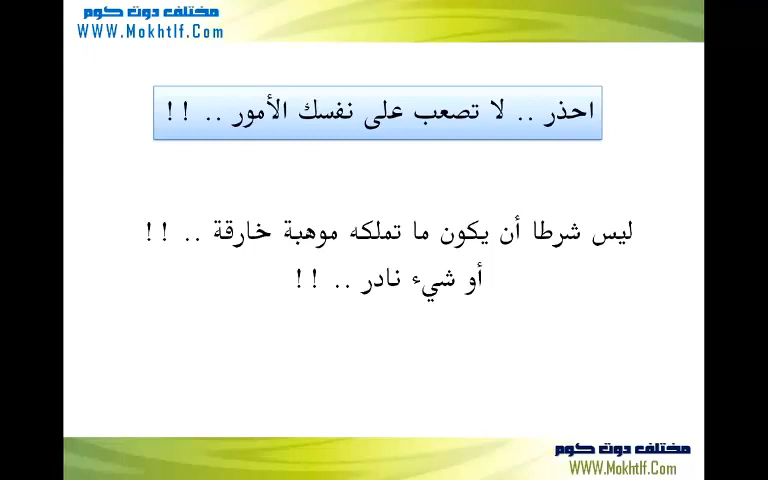 مختلف دوت كوم
WWW.Mokhtlf.Com
احذر .. لا تصعب على نفسك الأمور .. !!
ليس شرطا أن يكون ما تملكه موهبة خارقة .. !!
أو شيء نادر .. !!
مختلف دوت كوم
WWW.Mokhtlf.Com